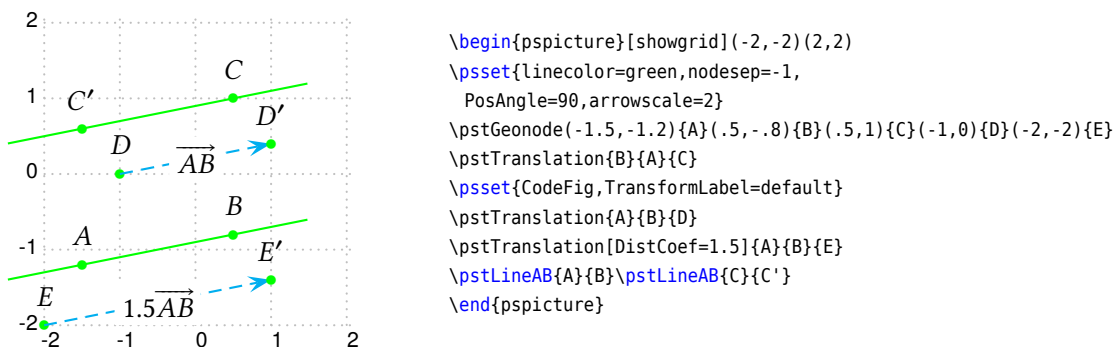 2
C
C′
1
D′
D
AB
0
B
A
-1
E′
E
1.5AB
-2
-2 -1 0 1 2
\begin{pspicture}[showgrid](-2,-2)(2,2)
\psset{linecolor=green,nodesep=-1,
PosAngle=90,arrowscale=2}
\pstGeonode(-1.5,-1.2){A}(.5,-.8){B}(.5,1){C}(-1,0){D}(-2,-2){E}
\pstTranslation{B}{A}{C}
\psset{CodeFig,TransformLabel=default}
\pstTranslation{A}{B}{D}
\pstTranslation[DistCoef=1.5]{A}{B}{E}
\pstLineAB{A}{B}\pstLineAB{C}{C'}
\end{pspicture}